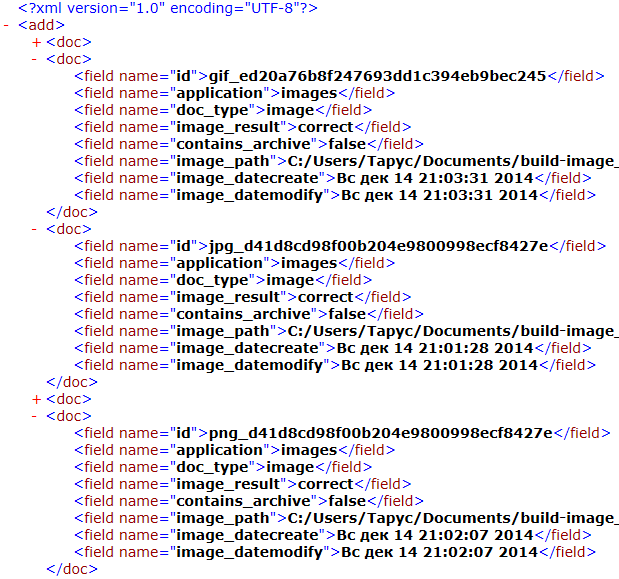 <?xml version="1.0" encoding="UTF-8"?>
- <add>
+ <doc>
- <doc>
<field name="id">gif_ed20a76b8f247693dd1c394eb9bec245</field>
<field name="application">images</field>
<field name="doc_type">image</field>
<field name="image_result">correct</field>
<field name="contains_archive">false</field>
<field name="image_path">C:/Users/Тарус/Documents/build-image_
<field name="image_datecreate">Вс дек 14 21:03:31 2014</field>
<field name="image_datemodify">Вс дек 14 21:03:31 2014</field>
</doc>
- <doc>
<field name="id">jpg_d41d8cd98f00b204e9800998ecf8427e</field>
<field name="application">images</field>
<field name="doc_type">image</field>
<field name="image_result">correct</field>
<field name="contains_archive">false</field>
<field name="image_path">C:/Users/Тарус/Documents/build-image_
<field name="image_datecreate">Вс дек 14 21:01:28 2014</field>
<field name="image_datemodify">Вс дек 14 21:01:28 2014</field>
</doc>
+ <doc>
- <doc>
<field name="id">png_d41d8cd98f00b204e9800998ecf8427e</field>
<field name="application">images</field>
<field name="doc_type">image</field>
<field name="image_result">correct</field>
<field name="contains_archive">false</field>
<field name="image_path">C:/Users/Тарус/Documents/build-image_
<field name="image_datecreate">Вс дек 14 21:02:07 2014</field>
<field name="image_datemodify">Вс дек 14 21:02:07 2014</field>
</doc>